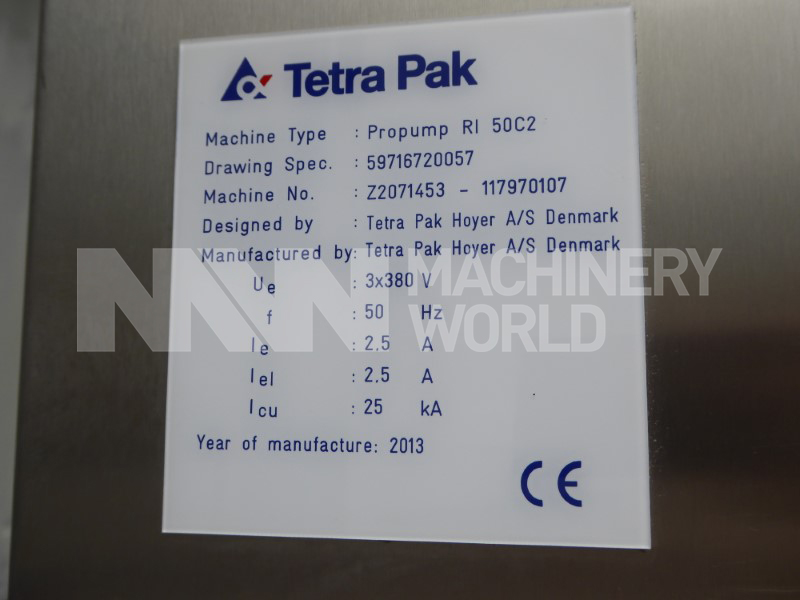 Tetra Pak
Machine Type : Propump RI 50C2
Drawing Spec. : 59716720057
Machine No. : Z2071453 - 117970107
Designed by : Tetra Pak Hoyer A/S Denmark
Manufactured by: Tetra Pak Hoyer A/S Denmark
Ue : 3x380 V
f : 50 Hz
Ie : 2.5 A
Iel : 2.5 A
Icu : 25 kA
Year of manufacture: 2013
CE
MW MACHINERY
WORLD